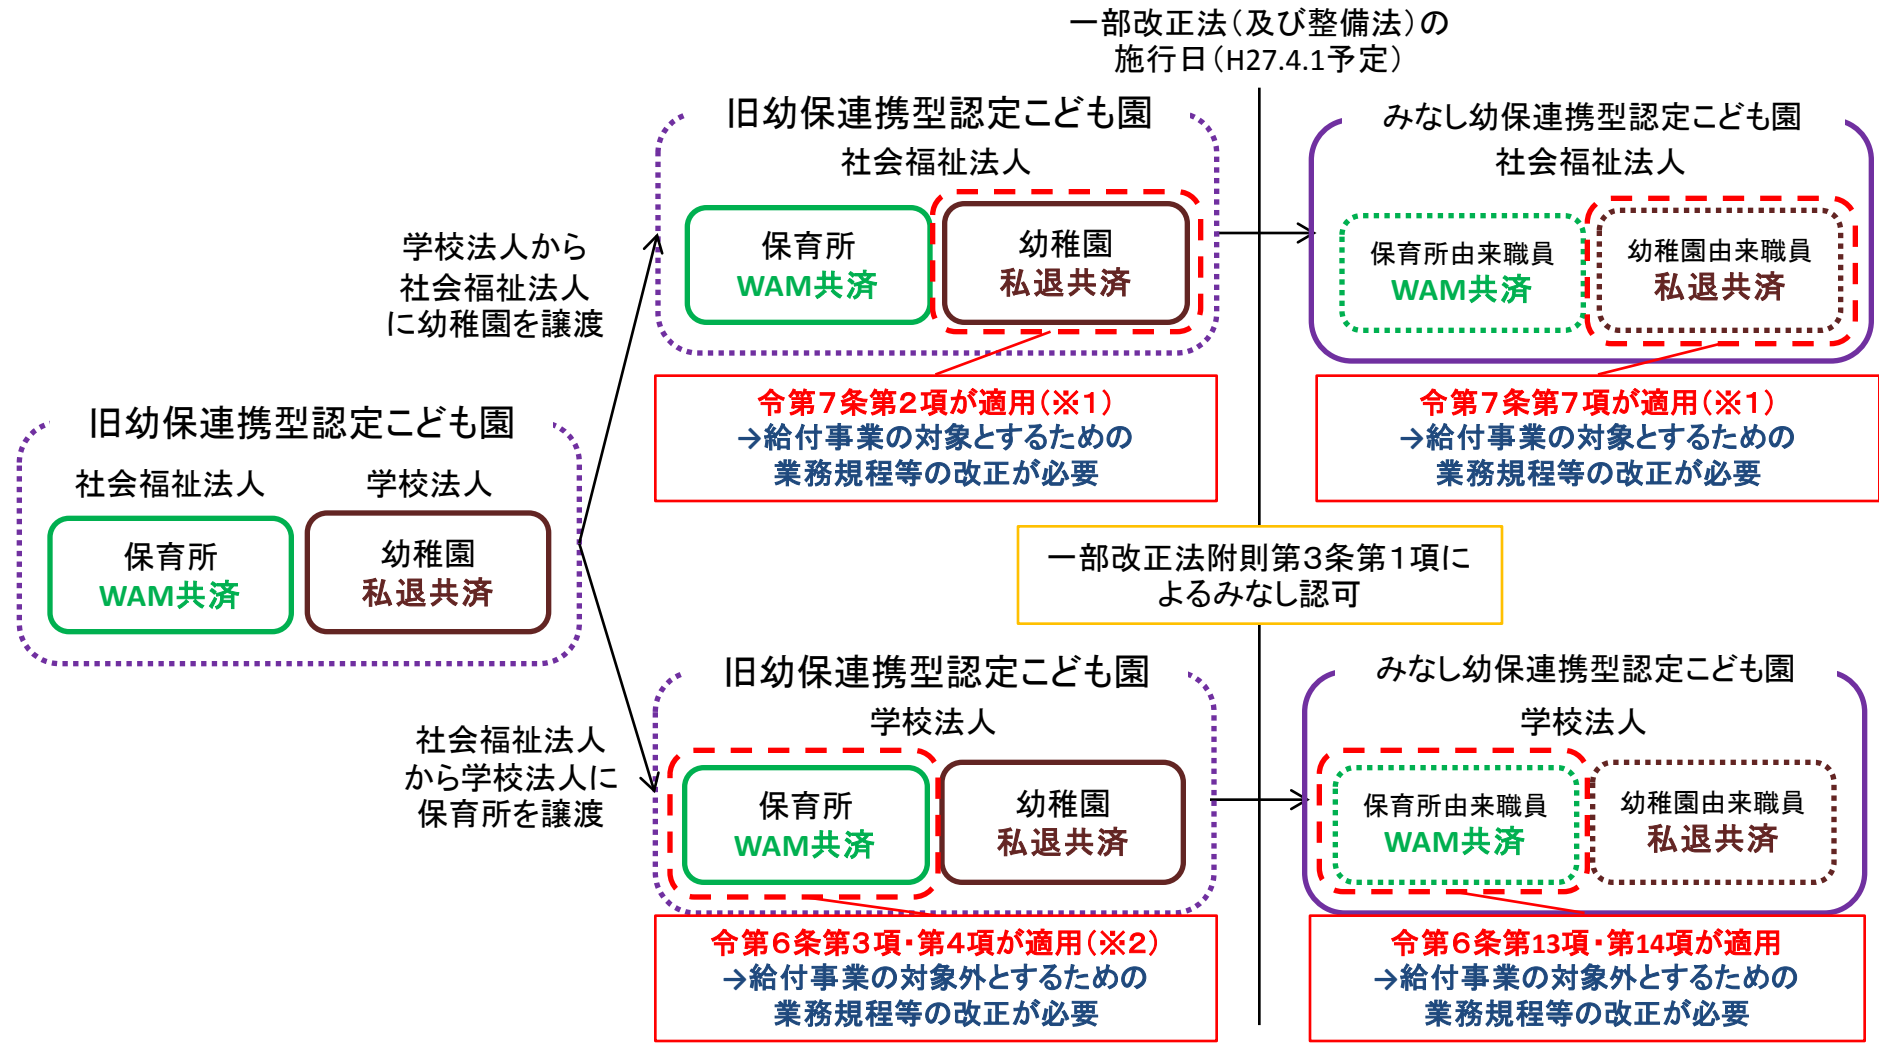 一部改正法（及び整備法）の
施行日（H27.4.1予定）
旧幼保連携型認定こども園
社会福祉法人
保育所
WAM共済
幼稚園
私退共済
みなし幼保連携型認定こども園
社会福祉法人
保育所由来職員
WAM共済
幼稚園由来職員
私退共済
学校法人から
社会福祉法人
に幼稚園を譲渡
令第７条第２項が適用（※１）
→給付事業の対象とするための
業務規程等の改正が必要
令第７条第７項が適用（※１）
→給付事業の対象とするための
業務規程等の改正が必要
旧幼保連携型認定こども園
社会福祉法人
学校法人
保育所
WAM共済
幼稚園
私退共済
一部改正法附則第３条第１項に
よるみなし認可
社会福祉法人
から学校法人に
保育所を譲渡
旧幼保連携型認定こども園
学校法人
保育所
WAM共済
幼稚園
私退共済
みなし幼保連携型認定こども園
学校法人
保育所由来職員
WAM共済
幼稚園由来職員
私退共済
令第６条第３項・第４項が適用（※２）
→給付事業の対象外とするための
業務規程等の改正が必要
令第６条第13項・第14項が適用
→給付事業の対象外とするための
業務規程等の改正が必要